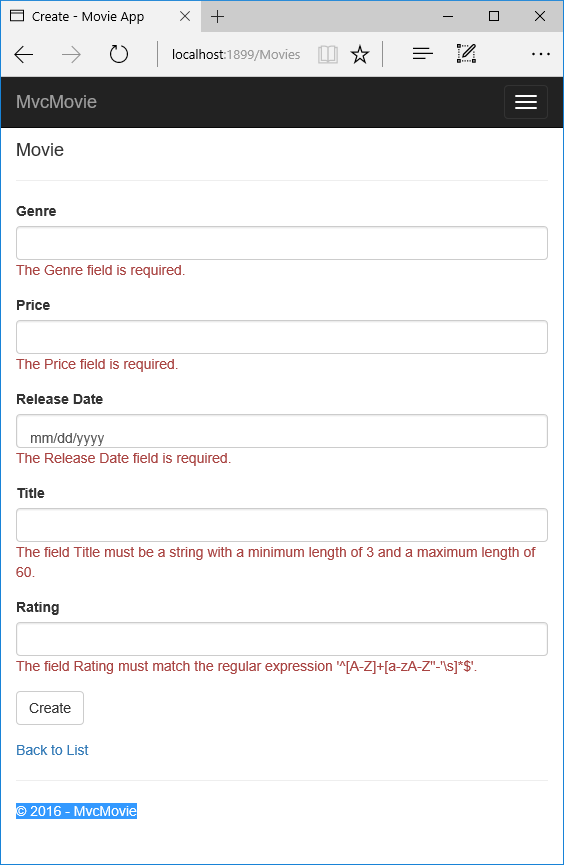 Create - Movie App
localhost:1899/Movies
MvcMovie
Movie
Genre
The Genre field is required.
Price
The Price field is required.
Release Date
mm/dd/yyyy
The Release Date field is required.
Title
The field Title must be a string with a minimum length of 3 and a maximum length of
60.
Rating
The field Rating must match the regular expression '^[A-Z]+[a-zA-Z''-'\s]*$'.
Create
Back to List
© 2016 - MvcMovie